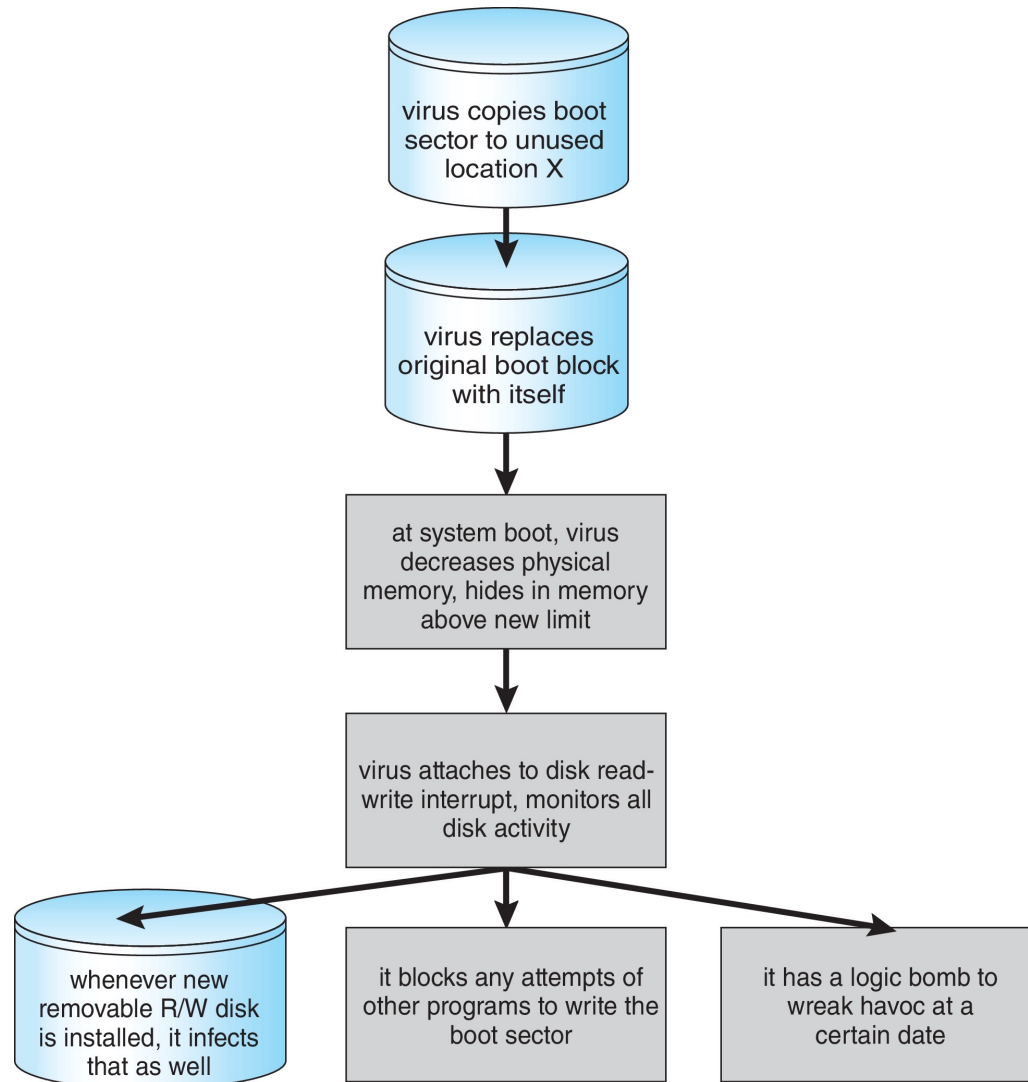 virus copies boot
sector to unused
location X
virus replaces
original boot block
with itself
at system boot, virus
decreases physical
memory, hides in memory
above new limit
virus attaches to disk read-
write interrupt, monitors all
disk activity
whenever new
removable R/W disk
is installed, it infects
that as well
it blocks any attempts of
other programs to write the
boot sector
it has a logic bomb to
wreak havoc at a
certain date